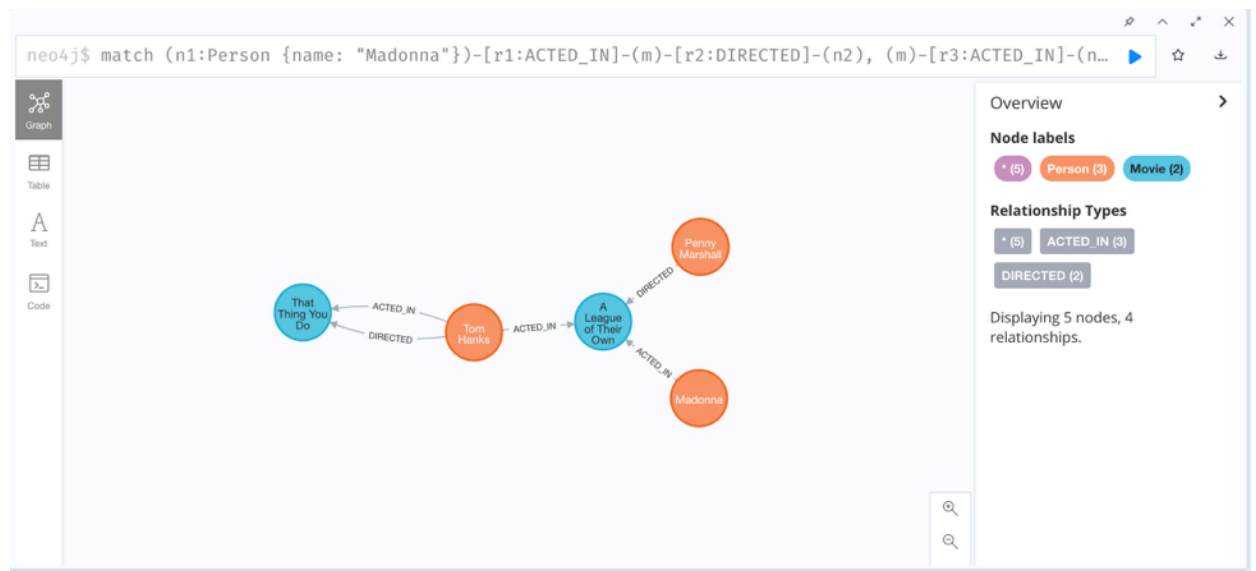 neo4j$ match (n1:Person {name: "Madonna"})-[r1:ACTED_IN]-(m)-[r2:DIRECTED]-(n2), (m)-[r3:ACTED_IN]-(n…
Graph
Table
A
Text
Code
That
Thing You
Do
ACTED_IN
DIRECTED
Tom
Hanks
ACTED_IN
A
League
of Their
Own
DIRECTED
Penny
Marshall
ACTED_IN
Madonna
Overview
Node labels
* (5) Person (3) Movie (2)
Relationship Types
* (5) ACTED_IN (3)
DIRECTED (2)
Displaying 5 nodes, 4
relationships.